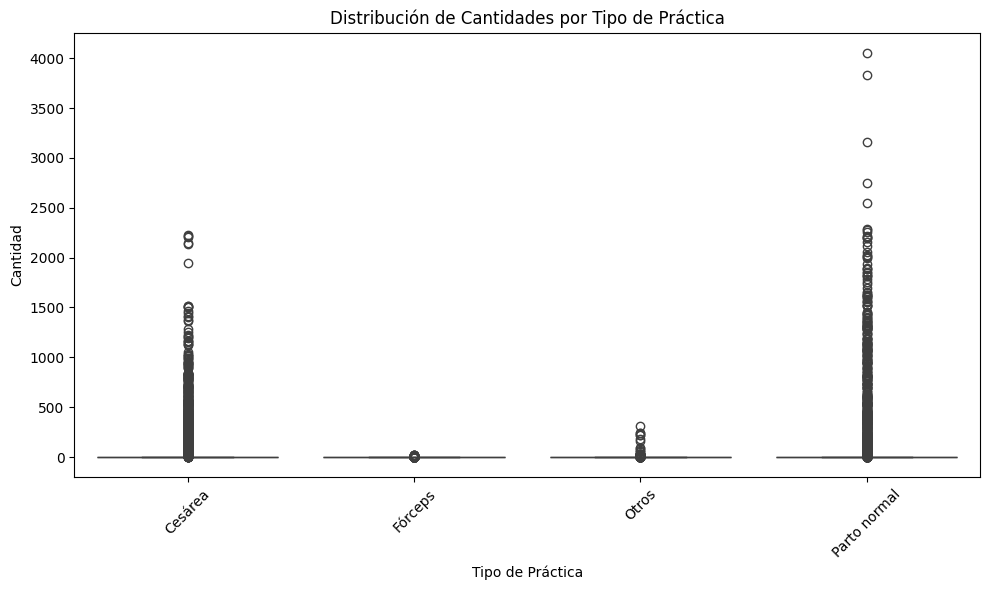 Distribución de Cantidades por Tipo de Práctica
4000
3500
3000
2500
2000
1500
1000
500
0
Cantidad
Cesárea
Fórceps
Otros
Parto normal
Tipo de Práctica